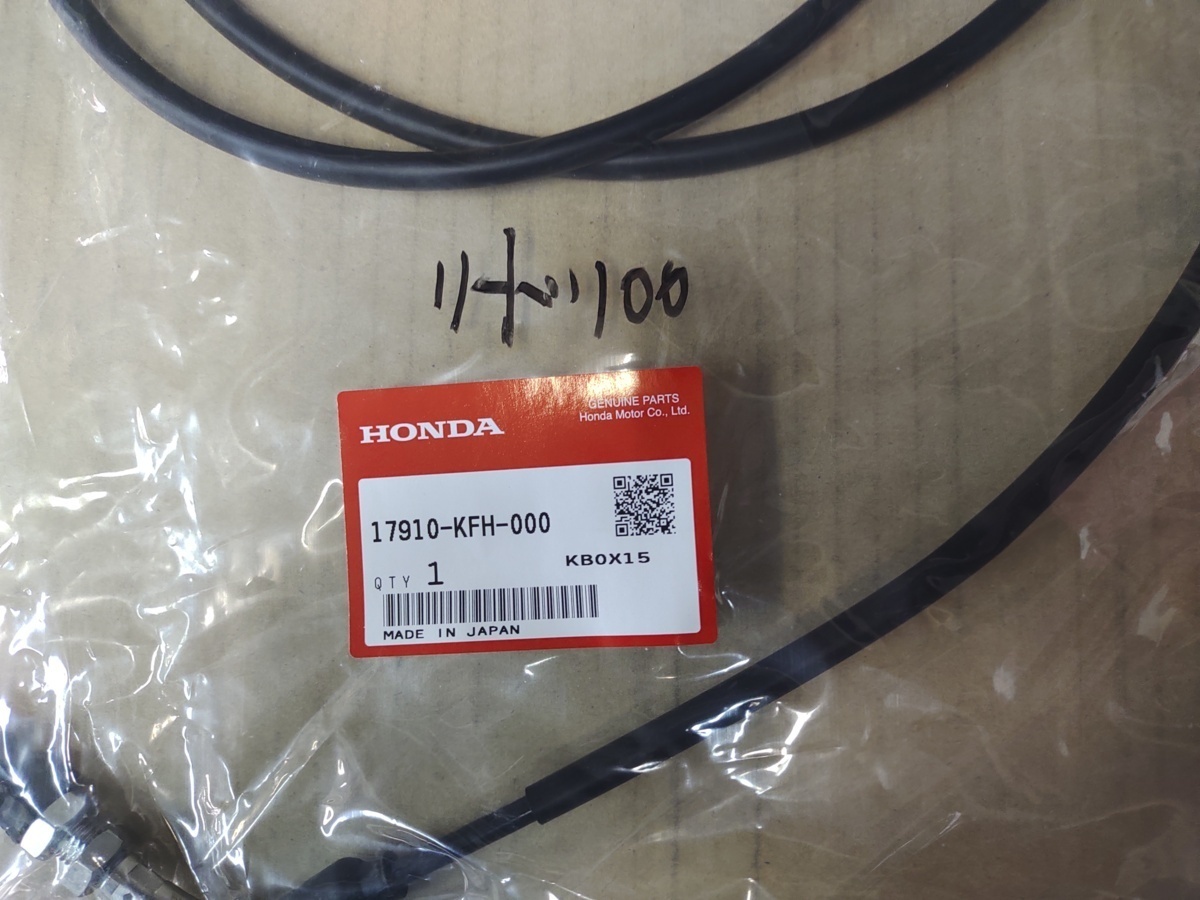 リード100
HONDA
GENUINE PARTS
Honda Motor Co., Ltd.
17910-KFH-000
KB0X15
QTY 1
MADE IN JAPAN